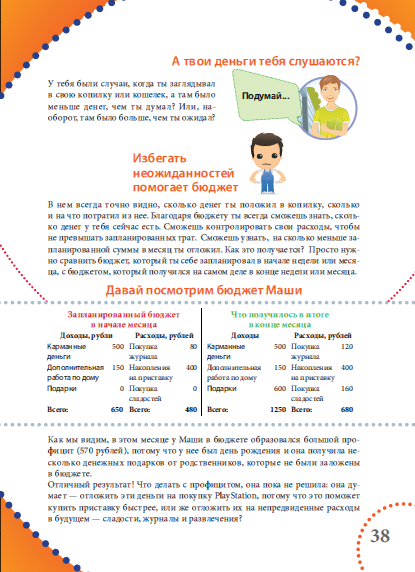 А твои деньги тебя слушаются?
У тебя были случаи, когда ты заглядывал
в свою копилку или кошелек, а там было
меньше денег, чем ты думал? Или, на-
оборот, там было больше, чем ты ожидал?
Подумай...
Избегать
неожиданностей
помогает бюджет
В нем всегда точно видно, сколько денег ты положил в копилку, сколько
и на что потратил из нее. Благодаря бюджету ты всегда сможешь знать, сколь-
ко денег у тебя сейчас есть. Сможешь контролировать свои расходы, чтобы
не превышать запланированных трат. Сможешь узнать, на сколько меньше за-
планированной суммы в месяц ты отложил. Как это получается? Просто нуж-
но сравнить бюджет, который ты себе запланировал в начале недели или меся-
ца, с бюджетом, который получился на самом деле в конце недели или месяца.
Давай посмотрим бюджет Маши
Запланированный бюджет
в начале месяца
Доходы, рубли Расходы, рублей
Карманные 500 Покупка 80
деньги журнала
Дополнительная 150 Накопления 400
работа по дому на приставку
Подарки 0 Покупка 0
сладостей
Всего: 650 Всего: 480
Что получилось в итоге
в конце месяца
Доходы Расходы, рублей
Карманные 500 Покупка 120
деньги журнала
Дополнительная 150 Накопления 400
работа по дому на приставку
Подарки 600 Покупка 160
сладостей
Всего: 1250 Всего: 680
Как мы видим, в этом месяце у Маши в бюджете образовался большой про-
фицит (570 рублей), потому что у нее был день рождения и она получила не-
сколько денежных подарков от родственников, которые не были заложены
в бюджете.
Отличный результат! Что делать с профицитом, она пока не решила: она ду-
мает — отложить эти деньги на покупку PlayStation, потому что это поможет
купить приставку быстрее, или же отложить их на непредвиденные расходы
в будущем — сладости, журналы и развлечения?
38